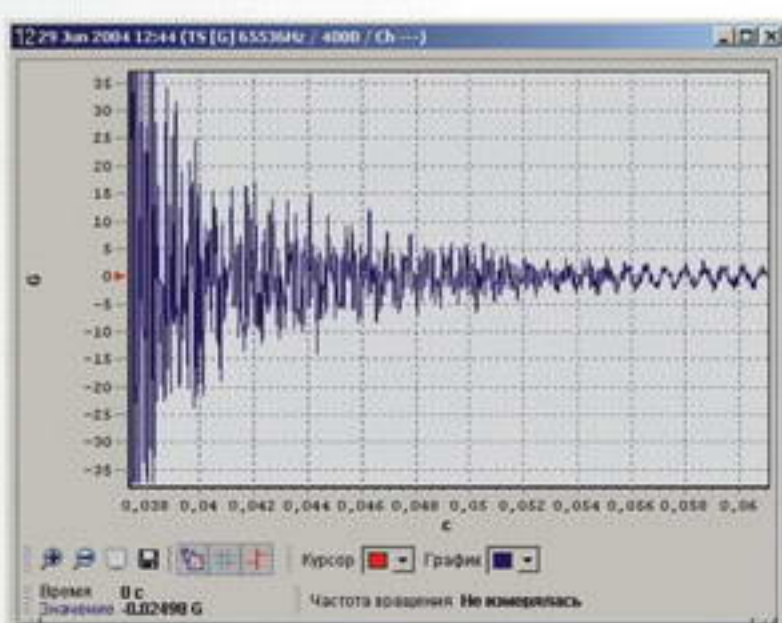 1229 Jun 2004 12:44 (TS [G] 65536Hz / 4000 / Ch ---)
35
30
25
20
15
10
5
0
-5
-10
-15
-20
-25
-30
-35
G
0,038 0,04 0,042 0,044 0,046 0,048 0,05 0,052 0,054 0,056 0,058 0,06
с
Курсор График
Время 0 с
Значение -0.02498 G
Частота вращения Не измерялась